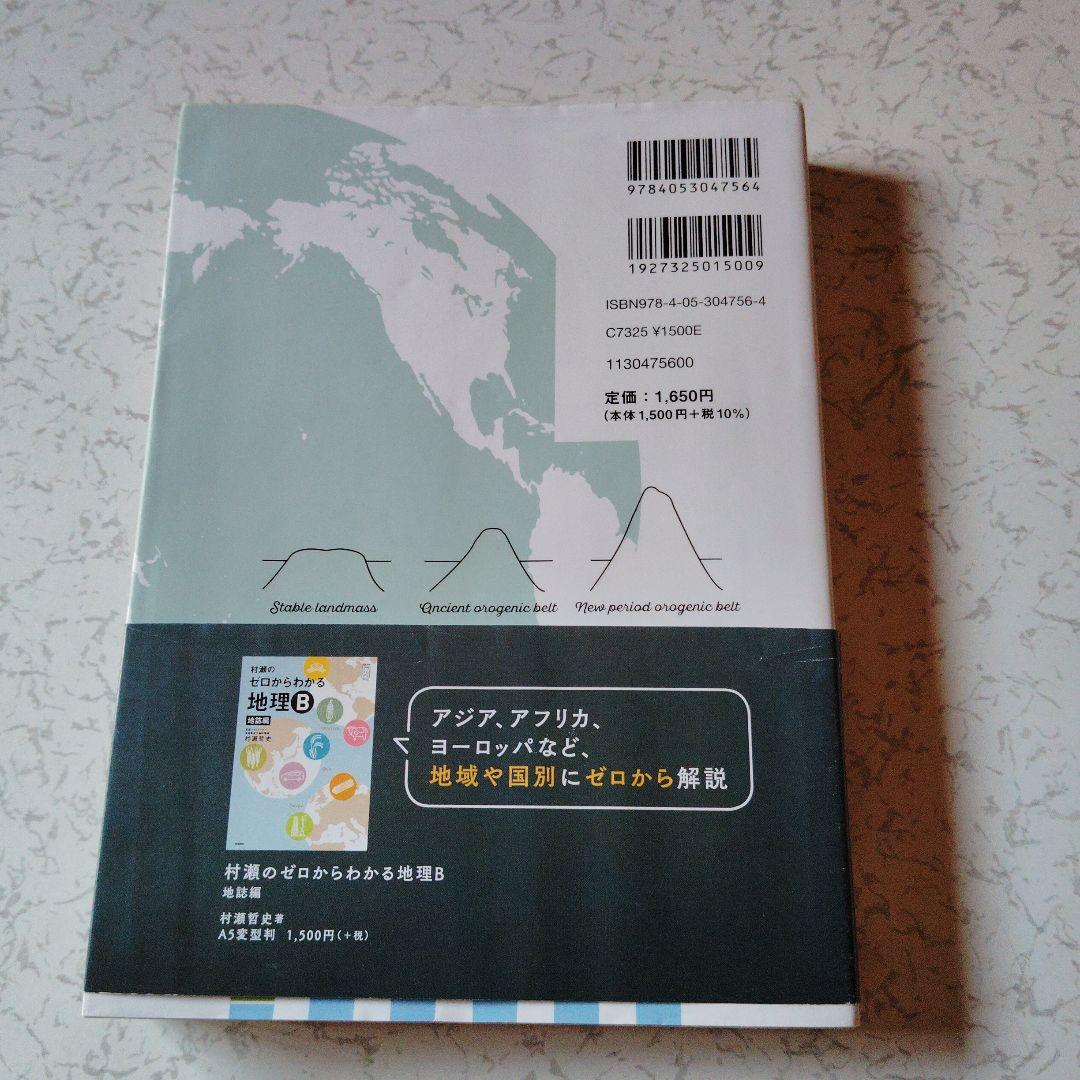 9784053047564
1927325015009
ISBN978-4-05-304756-4
C7325 ¥1500E
1130475600
定価：1,650円
(本体1,500円＋税10%)
Stable landmass
Ancient orogenic belt
New period orogenic belt
村瀬の
ゼロからわかる
地理B
地誌編
村瀬哲史
アジア、アフリカ、
ヨーロッパなど、
地域や国別にゼロから解説
村瀬のゼロからわかる地理B
地誌編
村瀬哲史著
A5変型判 1,500円(＋税)